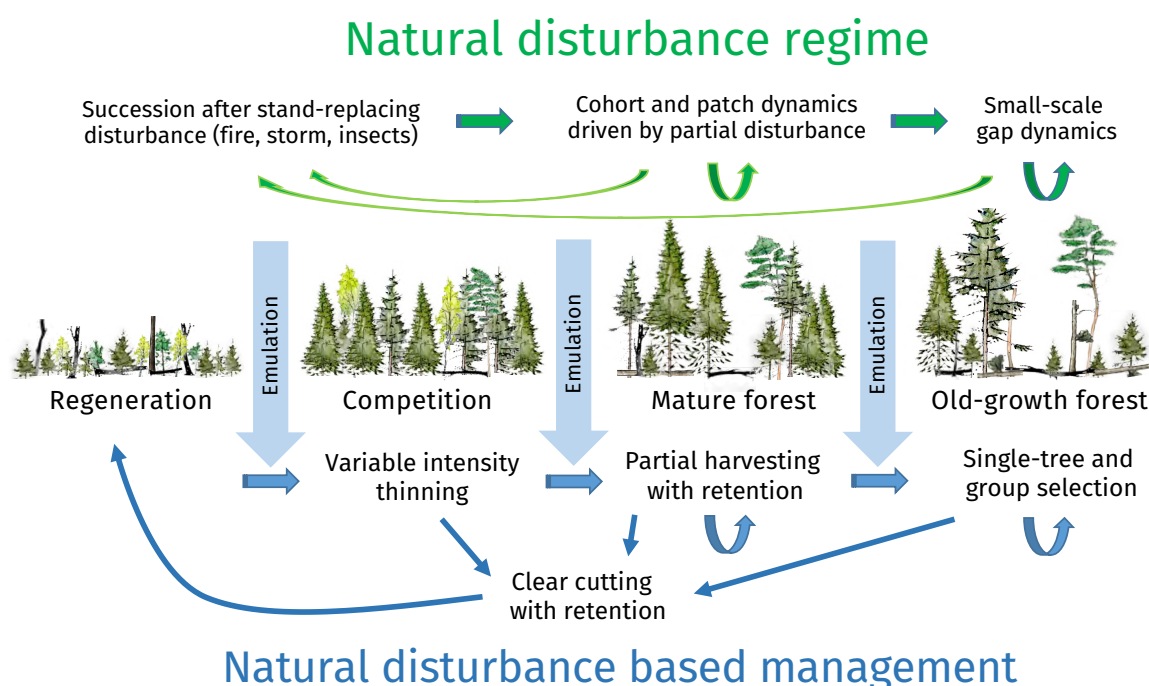 Natural disturbance regime
Succession after stand-replacing
disturbance (fire, storm, insects)
Cohort and patch dynamics
driven by partial disturbance
Small-scale
gap dynamics
Emulation
Emulation
Emulation
Regeneration
Competition
Mature forest
Old-growth forest
Variable intensity
thinning
Partial harvesting
with retention
Single-tree and
group selection
Clear cutting
with retention
Natural disturbance based management